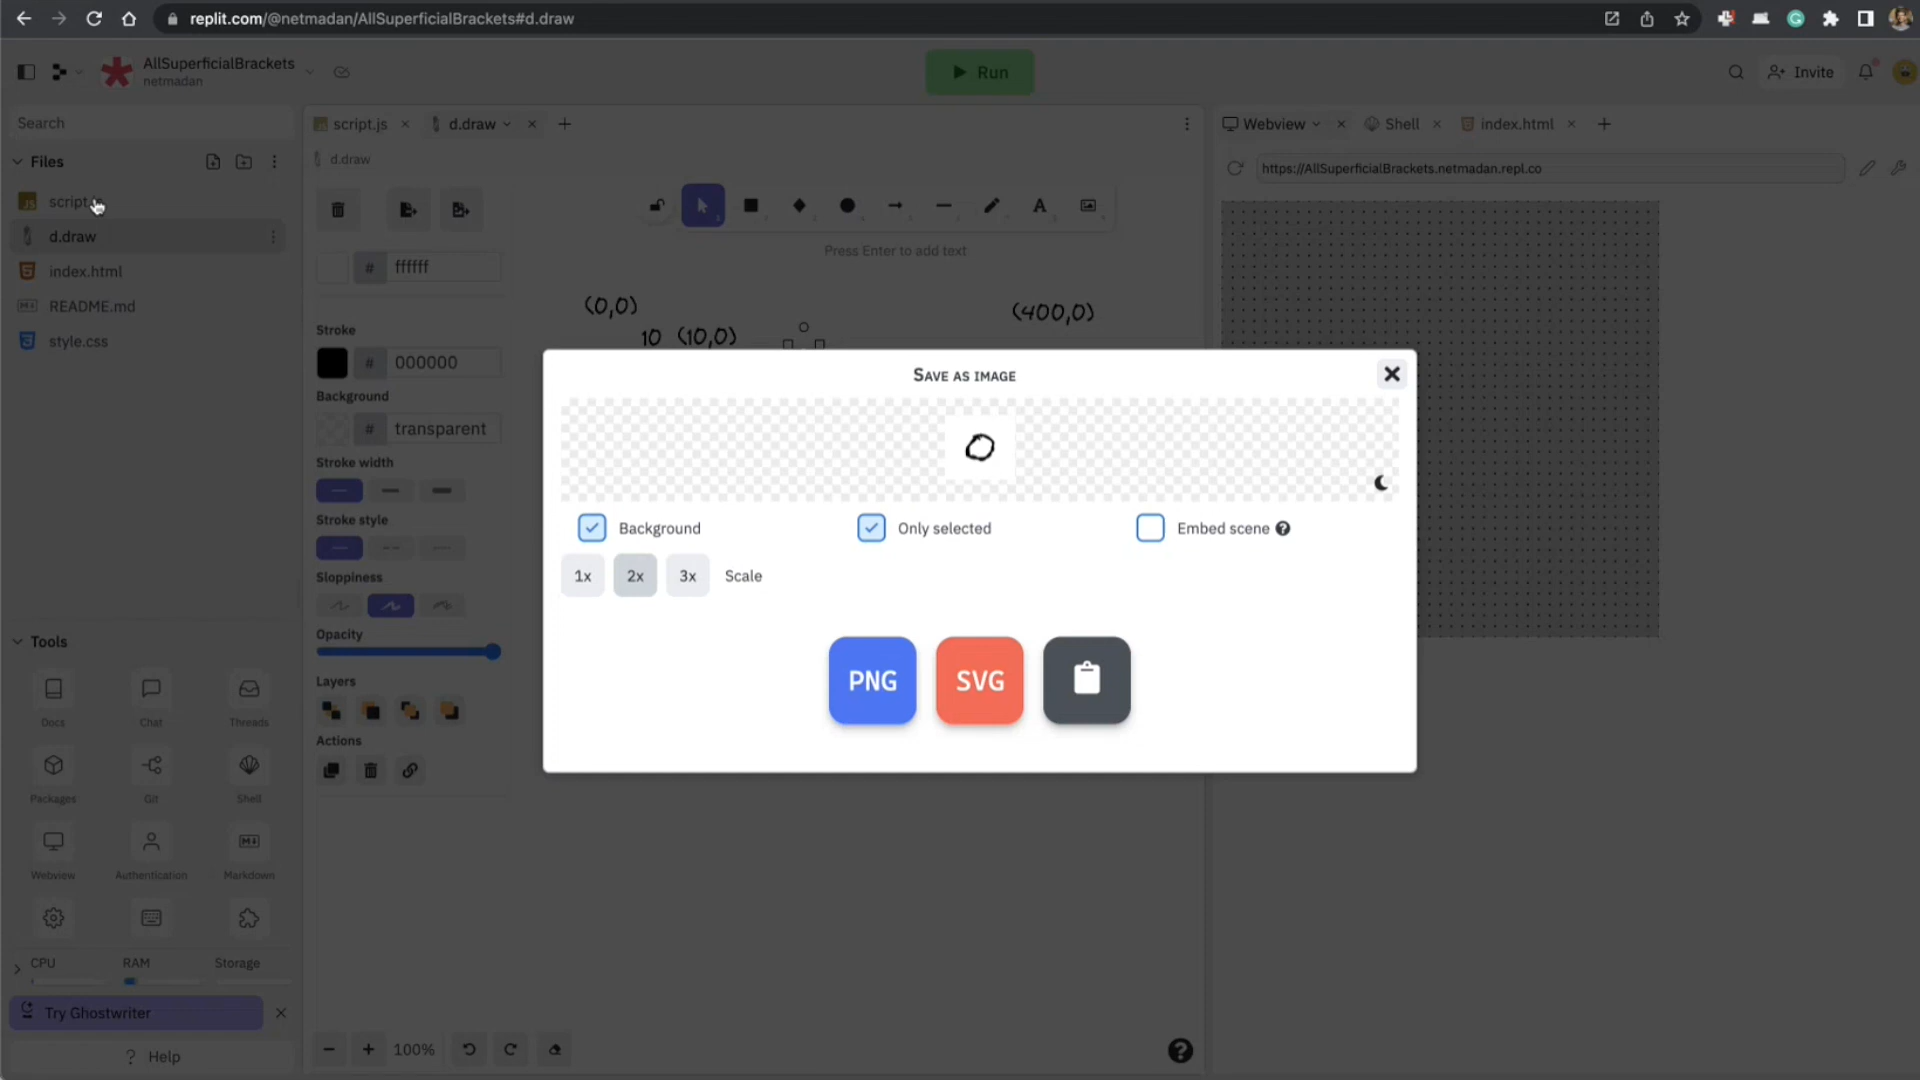 replit.com/@netmadan/AllSuperficialBrackets#d.draw
AllSuperficialBrackets
netmadan
Run
Invite
Search
script.js
d.draw
Webview
Shell
index.html
Files
d.draw
https://AllSuperficialBrackets.netmadan.repl.co
d.draw
index.html
README.md
style.css
Press Enter to add text
# ffffff
(0,0)
(400,0)
10 (10,0)
Stroke
# 000000
Background
# transparent
Stroke width
Stroke style
Sloppiness
Opacity
Layers
Actions
SAVE AS IMAGE
Background
Only selected
Embed scene
1x 2x 3x Scale
PNG
SVG
Tools
Docs
Chat
Threads
Packages
Git
Shell
Webview
Authentication
Markdown
CPU
RAM
Storage
Try Ghostwriter
? Help
100%